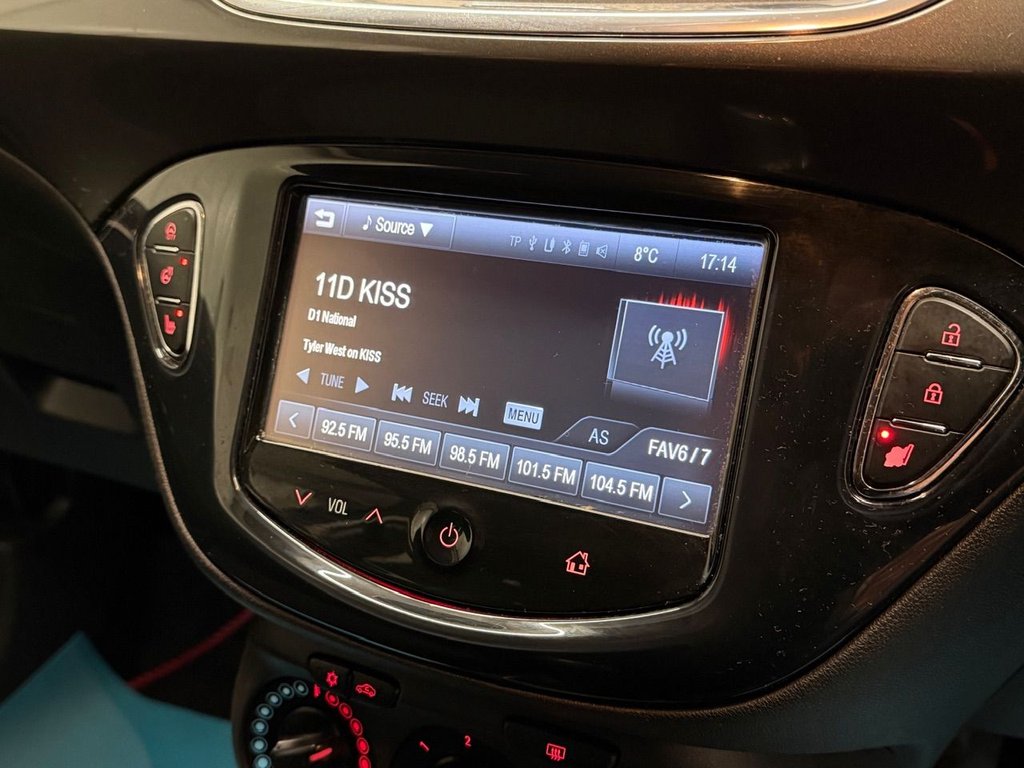 Source
TP 8°C 17:14
11D KISS
D1 National
Tyler West on KISS
TUNE SEEK MENU AS FAV6/7
92.5 FM 95.5 FM 98.5 FM 101.5 FM 104.5 FM
VOL
2